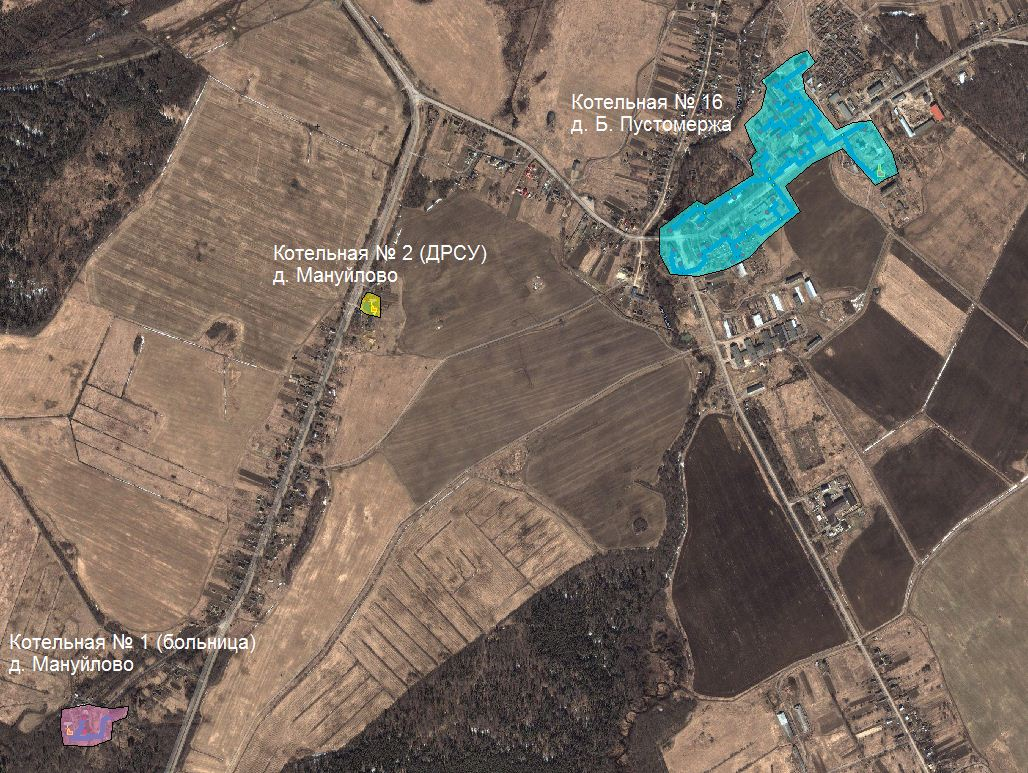 Котельная № 16
д. Б. Пустомержа
Котельная № 2 (ДРСУ)
д. Мануйлово
Котельная № 1 (больница)
д. Мануйлово